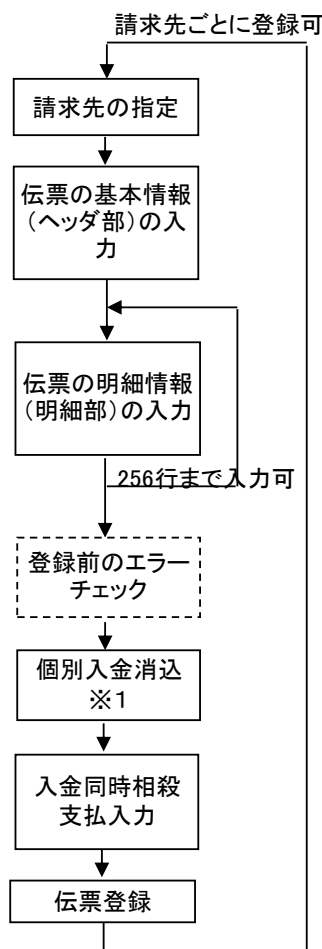 請求先ごとに登録可
請求先の指定
伝票の基本情報
（ヘッダ部）の入
力
伝票の明細情報
（明細部）の入力
256行まで入力可
登録前のエラー
チェック
個別入金消込
※1
入金同時相殺
支払入力
伝票登録